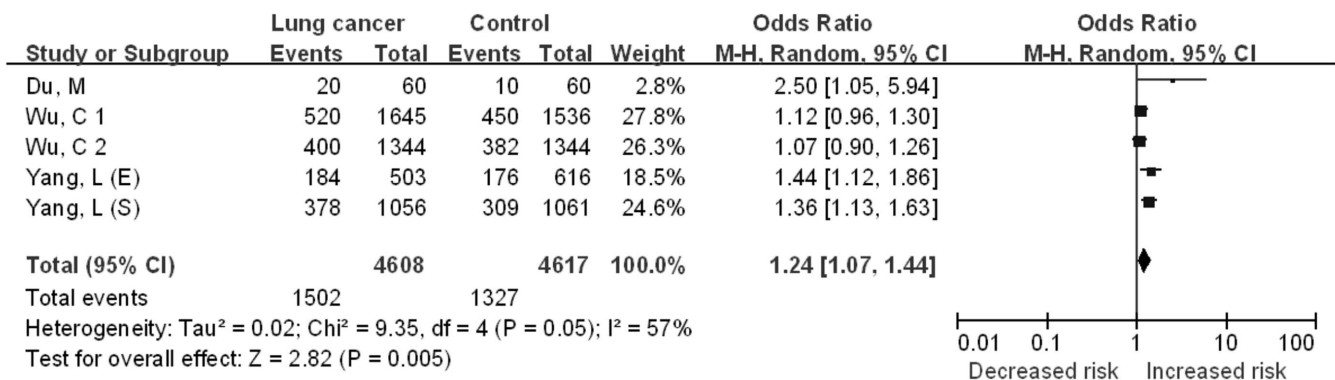 Lung cancer Control Odds Ratio Odds Ratio
Study or Subgroup Events Total Events Total Weight M-H. Random. 95% CI M-H. Random. 95% CI
Du, M 20 60 10 60 2.8% 2.50 [1.05, 5.94]
Wu, C 1 520 1645 450 1536 27.8% 1.12 [0.96, 1.30]
Wu, C 2 400 1344 382 1344 26.3% 1.07 [0.90, 1.26]
Yang, L (E) 184 503 176 616 18.5% 1.44 [1.12, 1.86]
Yang, L (S) 378 1056 309 1061 24.6% 1.36 [1.13, 1.63]
Total (95% CI) 4608 4617 100.0% 1.24 [1.07, 1.44]
Total events 1502 1327
Heterogeneity: Tau² = 0.02; Chi² = 9.35, df = 4 (P = 0.05); I² = 57%
Test for overall effect: Z = 2.82 (P = 0.005)
0.01 0.1 1 10 100
Decreased risk Increased risk